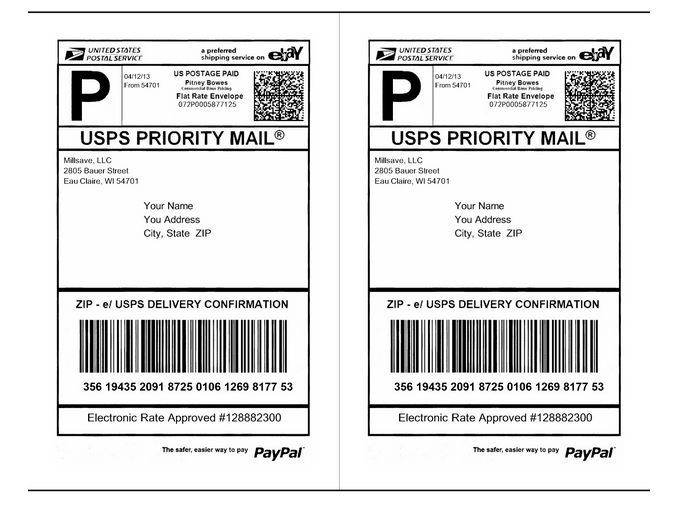 UNITED STATES
POSTAL SERVICE
a preferred
shipping service on ebay
P
04/12/13
From 54701
US POSTAGE PAID
Pitney Bowes
Commercial Base Pricing
Flat Rate Envelope
072P0005877125
USPS PRIORITY MAIL®
Millsave, LLC
2805 Bauer Street
Eau Claire, WI 54701
Your Name
You Address
City, State ZIP
ZIP - e/ USPS DELIVERY CONFIRMATION
356 19435 2091 8725 0106 1269 8177 53
Electronic Rate Approved #128882300
The safer, easier way to pay PayPal
UNITED STATES
POSTAL SERVICE
a preferred
shipping service on ebay
P
04/12/13
From 54701
US POSTAGE PAID
Pitney Bowes
Commercial Base Pricing
Flat Rate Envelope
072P0005877125
USPS PRIORITY MAIL®
Millsave, LLC
2805 Bauer Street
Eau Claire, WI 54701
Your Name
You Address
City, State ZIP
ZIP - e/ USPS DELIVERY CONFIRMATION
356 19435 2091 8725 0106 1269 8177 53
Electronic Rate Approved #128882300
The safer, easier way to pay PayPal